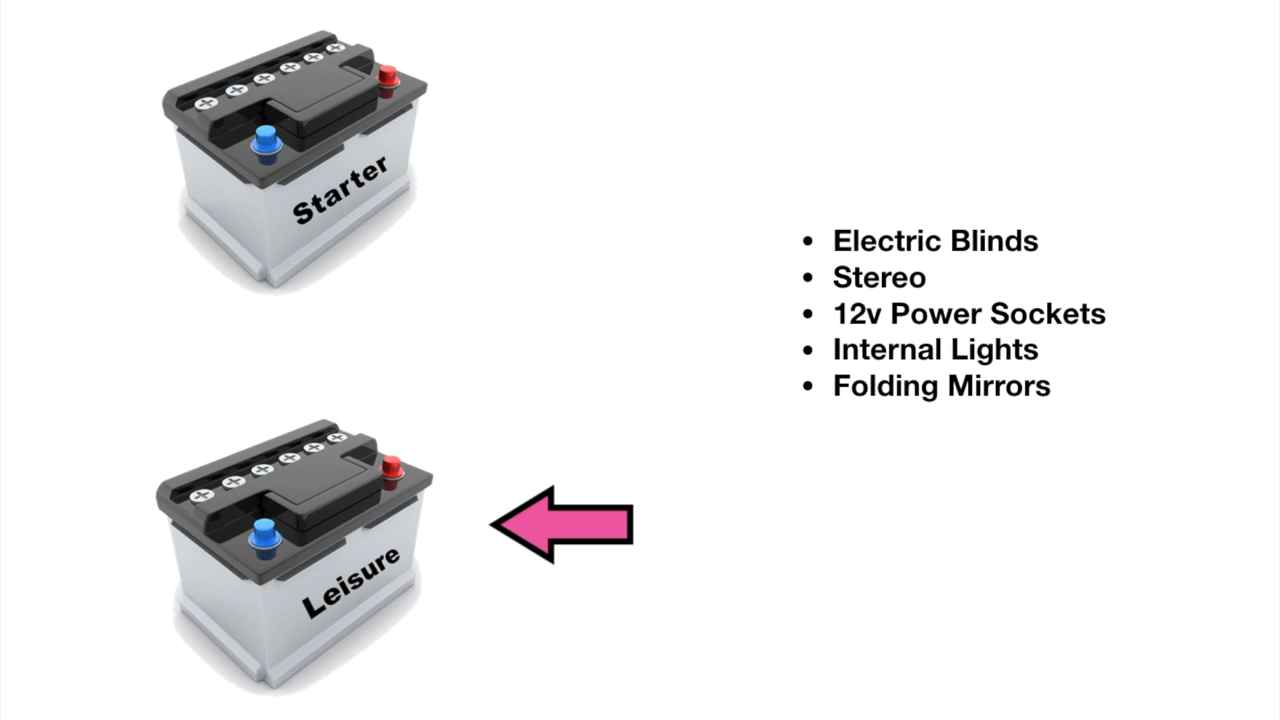 Starter
• Electric Blinds
• Stereo
• 12v Power Sockets
• Internal Lights
• Folding Mirrors
Leisure